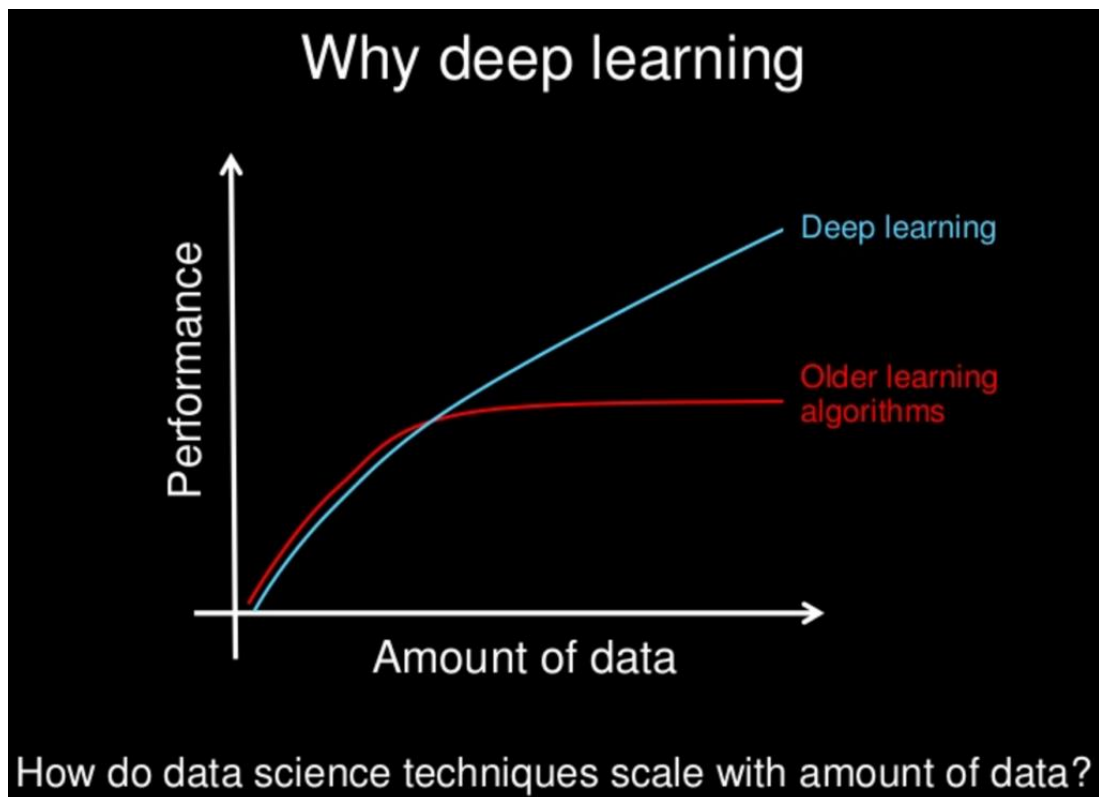 Why deep learning
Performance
Deep learning
Older learning
algorithms
Amount of data
How do data science techniques scale with amount of data?